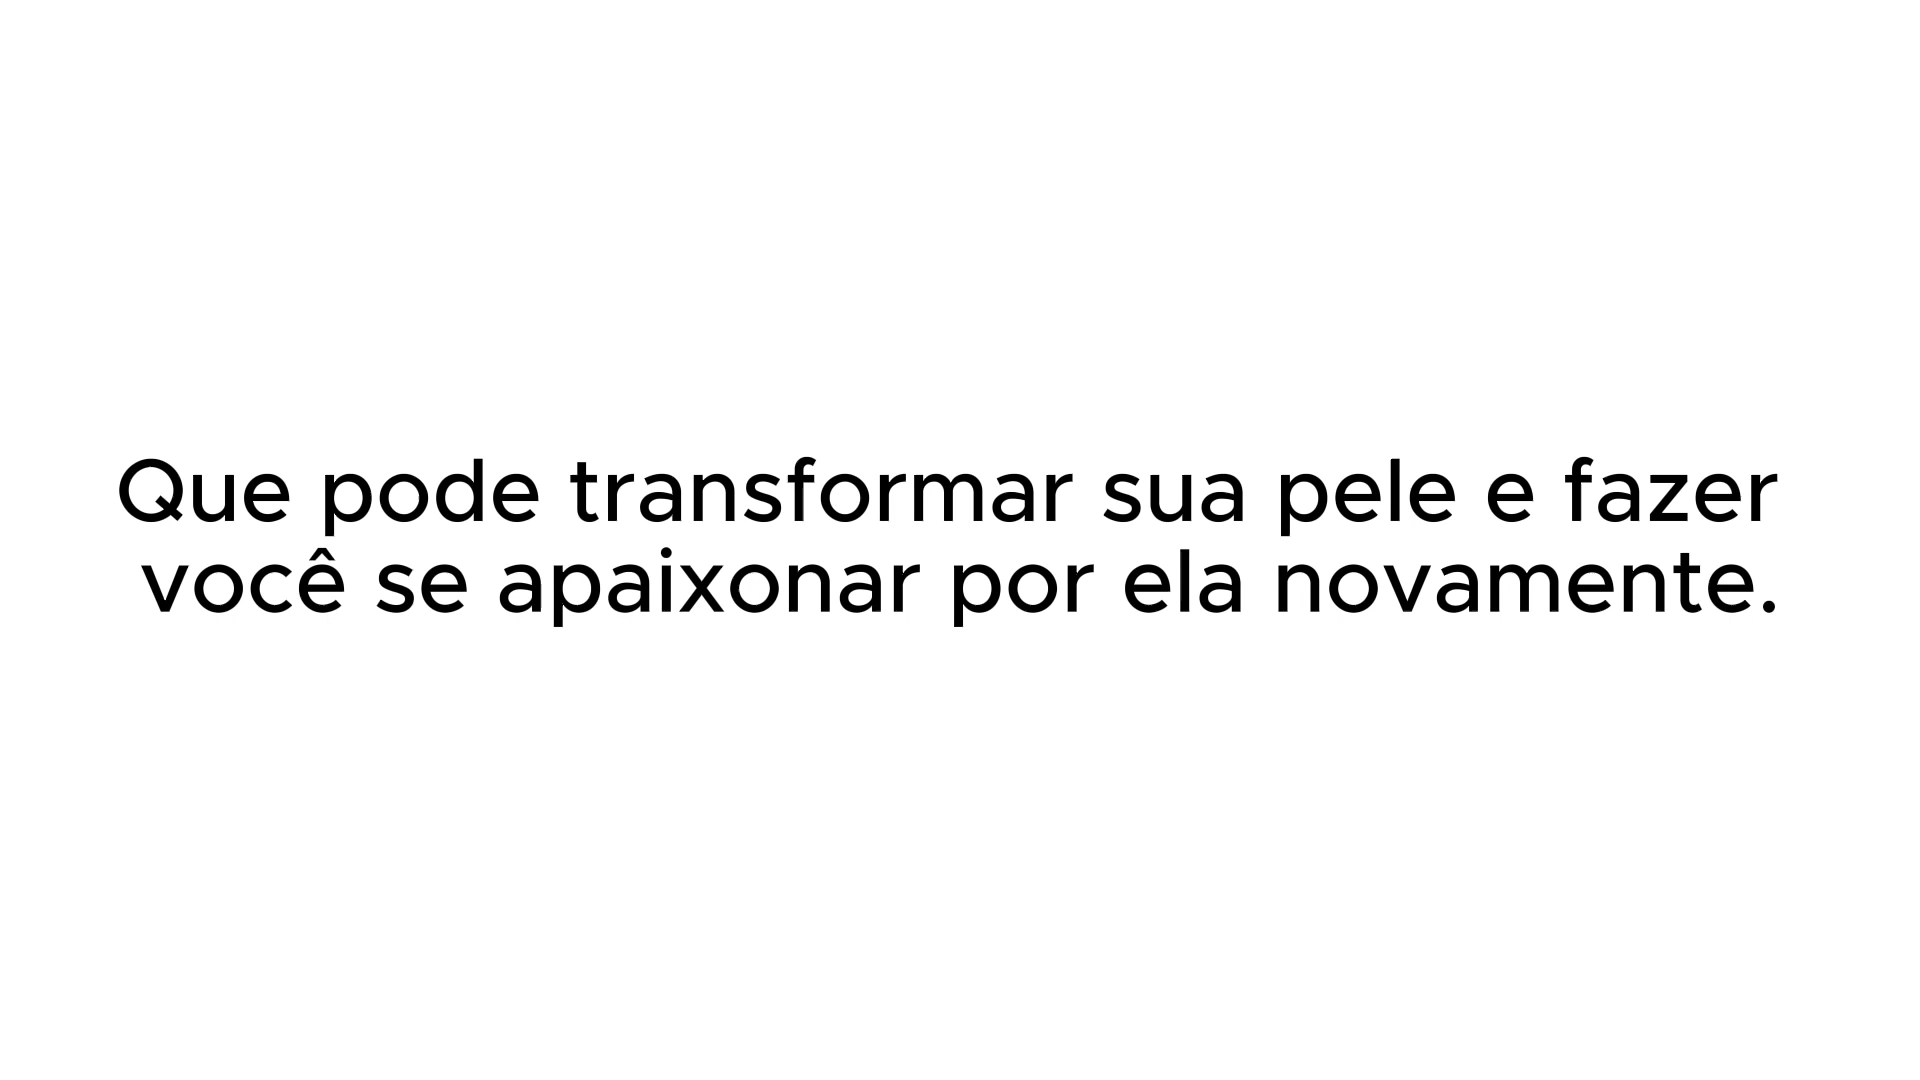 Que pode transformar sua pele e fazer
você se apaixonar por ela novamente.